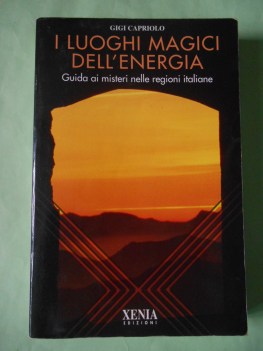 GIGI CAPRIOLO
I LUOGHI MAGICI
DELL'ENERGIA
Guida ai misteri nelle regioni italiane
XENIA
EDIZIONI